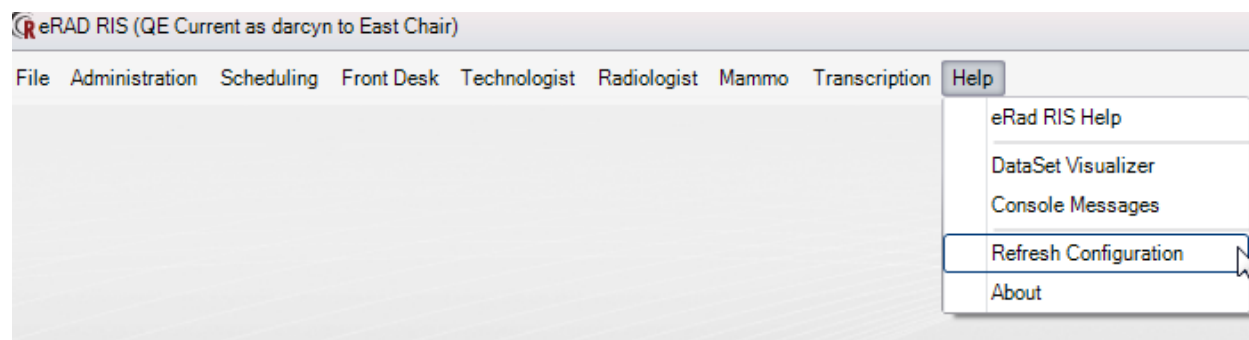 eRAD RIS (QE Current as darcyn to East Chair)
File Administration Scheduling Front Desk Technologist Radiologist Mammo Transcription Help
eRad RIS Help
DataSet Visualizer
Console Messages
Refresh Configuration
About